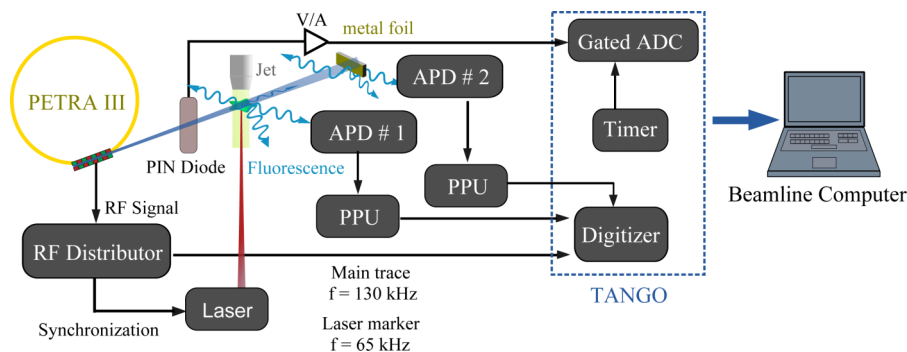 V/A
metal foil
Jet
Gated ADC
PETRA III
APD # 2
APD # 1
Timer
PIN Diode
Fluorescence
PPU
PPU
Beamline Computer
RF Signal
RF Distributor
Digitizer
Main trace
f = 130 kHz
TANGO
Laser
Synchronization
Laser marker
f = 65 kHz